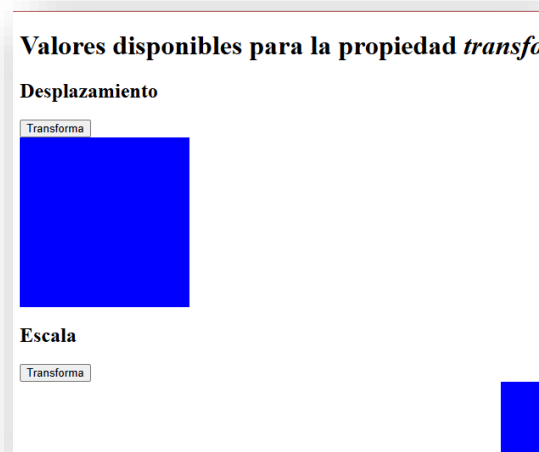 Valores disponibles para la propiedad transfo
Desplazamiento
Transforma
Escala
Transforma